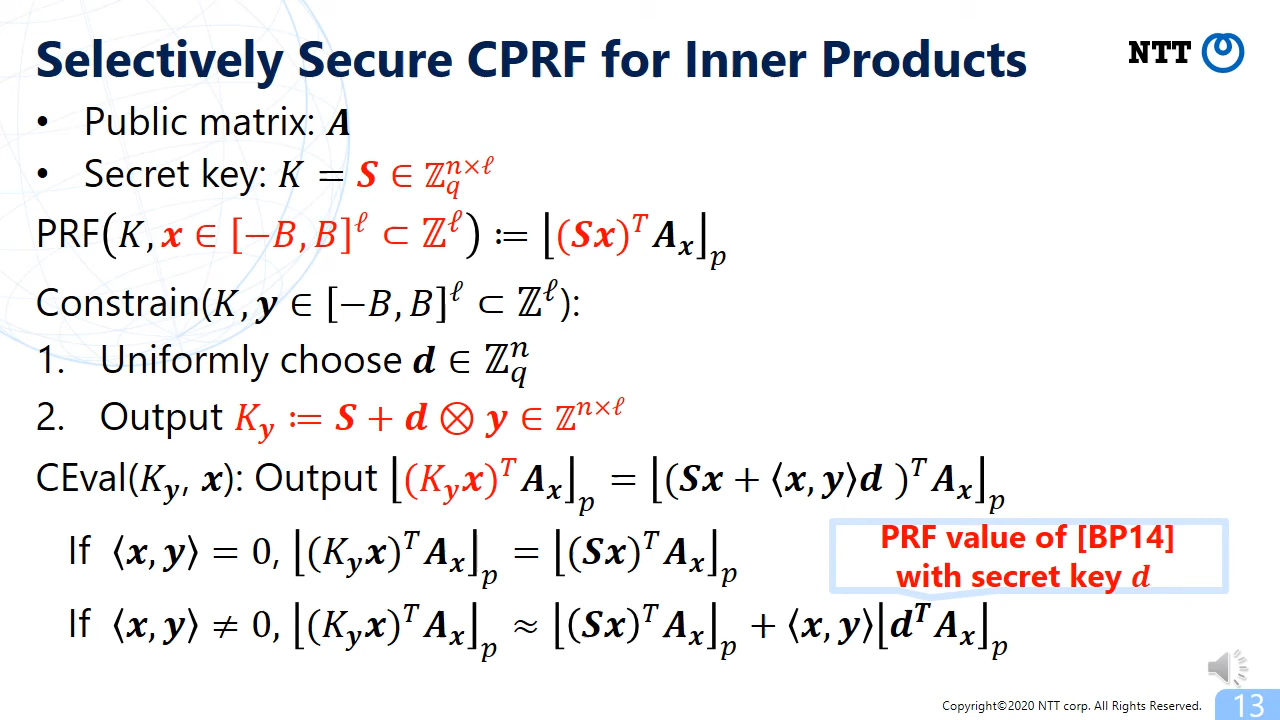 Selectively Secure CPRF for Inner Products
NTT
• Public matrix: 𝑨
• Secret key: 𝐾 = 𝑺 ∈ ℤ_q^{n×ℓ}
PRF(𝐾, 𝒙 ∈ [−𝐵, 𝐵]^ℓ ⊂ ℤ^ℓ) ≔ ⌊(𝑺𝒙)^T 𝑨_𝒙⌋_p
Constrain(𝐾, 𝒚 ∈ [−𝐵, 𝐵]^ℓ ⊂ ℤ^ℓ):
1. Uniformly choose 𝒅 ∈ ℤ_q^n
2. Output 𝐾_𝒚 ≔ 𝑺 + 𝒅 ⊗ 𝒚 ∈ ℤ^{n×ℓ}
CEval(𝐾_𝒚, 𝒙): Output ⌊(𝐾_𝒚𝒙)^T 𝑨_𝒙⌋_p = ⌊(𝑺𝒙 + ⟨𝒙, 𝒚⟩𝒅 )^T 𝑨_𝒙⌋_p
If ⟨𝒙, 𝒚⟩ = 0, ⌊(𝐾_𝒚𝒙)^T 𝑨_𝒙⌋_p = ⌊(𝑺𝒙)^T 𝑨_𝒙⌋_p
PRF value of [BP14]
with secret key 𝒅
If ⟨𝒙, 𝒚⟩ ≠ 0, ⌊(𝐾_𝒚𝒙)^T 𝑨_𝒙⌋_p ≈ ⌊(𝑺𝒙)^T 𝑨_𝒙⌋_p + ⟨𝒙, 𝒚⟩⌊𝒅^T 𝑨_𝒙⌋_p
Copyright©2020 NTT corp. All Rights Reserved.
13